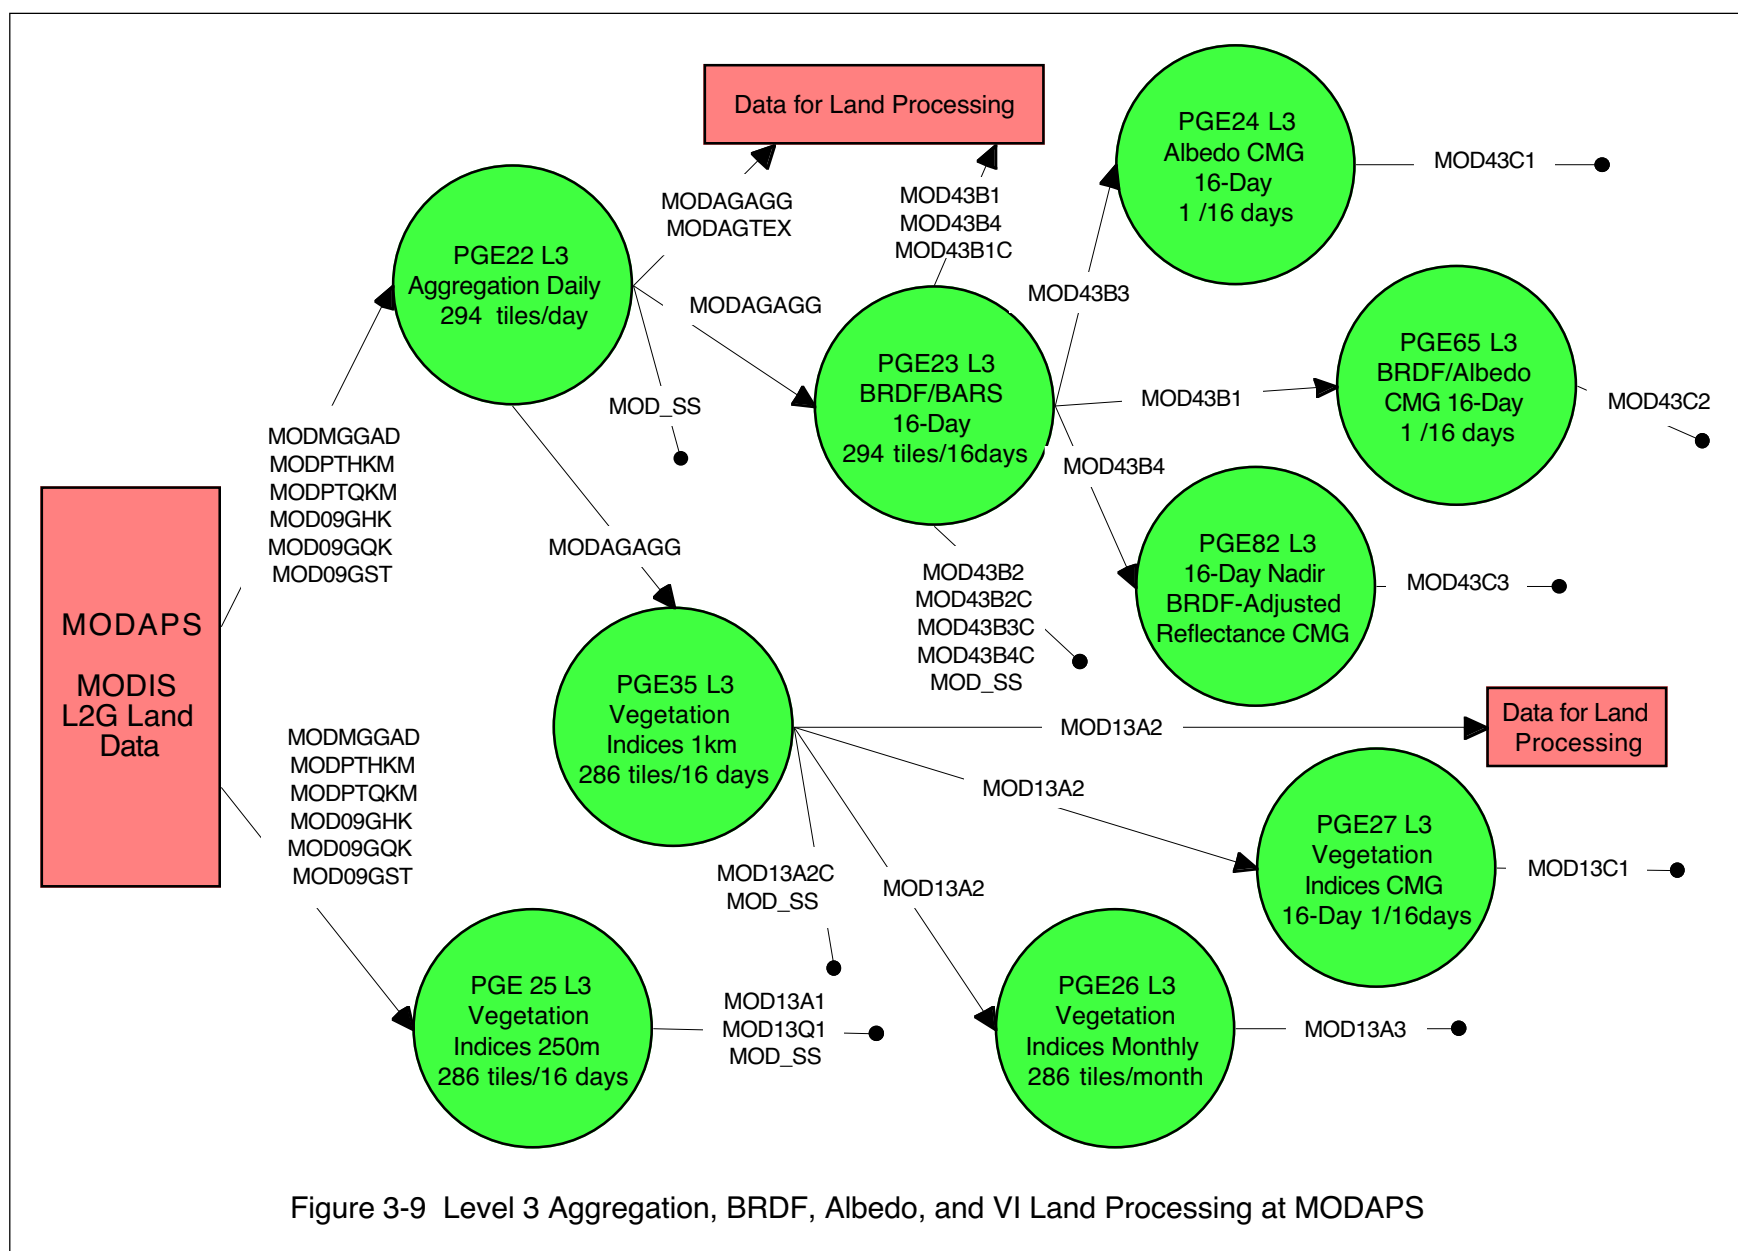 Data for Land Processing
PGE24 L3
Albedo CMG
16-Day
1 /16 days
MOD43C1
MODAGAGG
MODAGTEX
MOD43B1
MOD43B4
MOD43B1C
PGE22 L3
Aggregation Daily
294 tiles/day
MODAGAGG
MOD43B3
MOD_SS
PGE23 L3
BRDF/BARS
16-Day
294 tiles/16days
MOD43B1
PGE65 L3
BRDF/Albedo
CMG 16-Day
1 /16 days
MOD43C2
MOD43B4
MODMGGAD
MODPTHKM
MODPTQKM
MOD09GHK
MOD09GQK
MOD09GST
MODAGAGG
MOD43B2
MOD43B2C
MOD43B3C
MOD43B4C
MOD_SS
PGE82 L3
16-Day Nadir
BRDF-Adjusted
Reflectance CMG
MOD43C3
MODAPS
MODIS
L2G Land
Data
PGE35 L3
Vegetation
Indices 1km
286 tiles/16 days
MOD13A2
Data for Land
Processing
MODMGGAD
MODPTHKM
MODPTQKM
MOD09GHK
MOD09GQK
MOD09GST
MOD13A2
PGE27 L3
Vegetation
Indices CMG
16-Day 1/16days
MOD13C1
MOD13A2C
MOD_SS
MOD13A2
PGE 25 L3
Vegetation
Indices 250m
286 tiles/16 days
MOD13A1
MOD13Q1
MOD_SS
PGE26 L3
Vegetation
Indices Monthly
286 tiles/month
MOD13A3
Figure 3-9 Level 3 Aggregation, BRDF, Albedo, and VI Land Processing at MODAPS